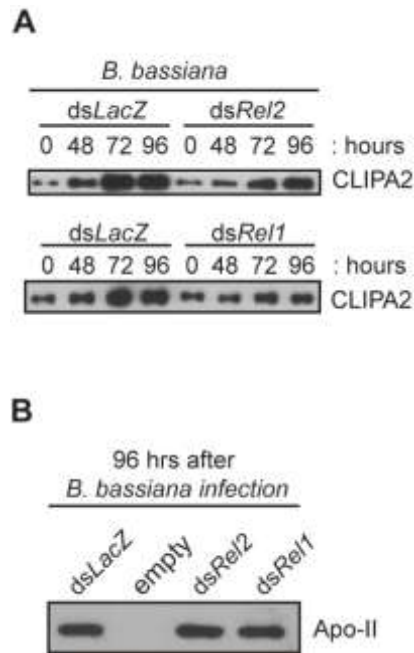 A
B. bassiana
dsLacZ dsRel2
0 48 72 96 0 48 72 96 : hours
CLIPA2
dsLacZ dsRel1
0 48 72 96 0 48 72 96 : hours
CLIPA2
B
96 hrs after
B. bassiana infection
dsLacZ empty dsRel2 dsRel1
Apo-II